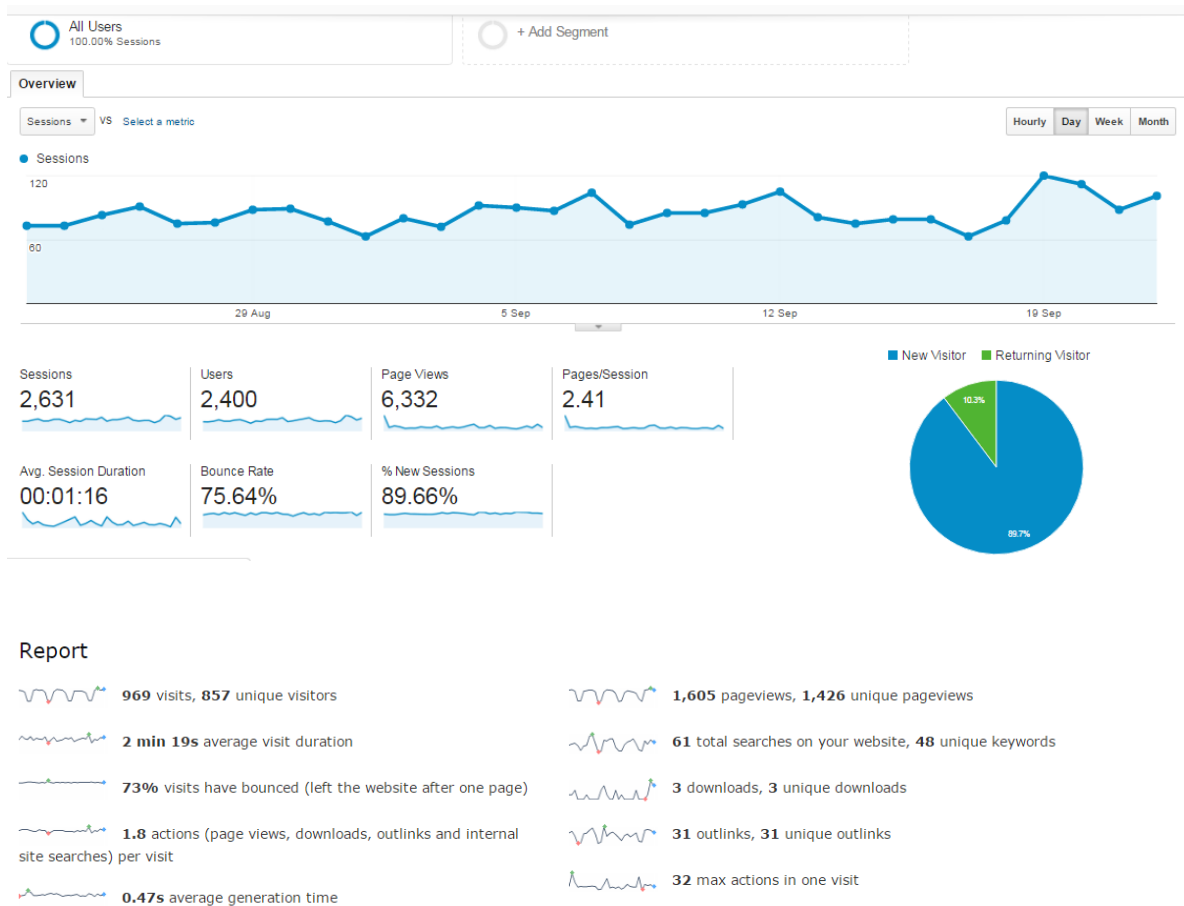 All Users
100.00% Sessions
+ Add Segment
Overview
Sessions VS Select a metric
Hourly Day Week Month
Sessions
120
60
29 Aug 5 Sep 12 Sep 19 Sep
New Visitor Returning Visitor
Sessions Users Page Views Pages/Session
2,631 2,400 6,332 2.41
10.3%
Avg. Session Duration Bounce Rate % New Sessions
00:01:16 75.64% 89.66%
89.7%
Report
969 visits, 857 unique visitors
2 min 19s average visit duration
73% visits have bounced (left the website after one page)
1.8 actions (page views, downloads, outlinks and internal
site searches) per visit
0.47s average generation time
1,605 pageviews, 1,426 unique pageviews
61 total searches on your website, 48 unique keywords
3 downloads, 3 unique downloads
31 outlinks, 31 unique outlinks
32 max actions in one visit